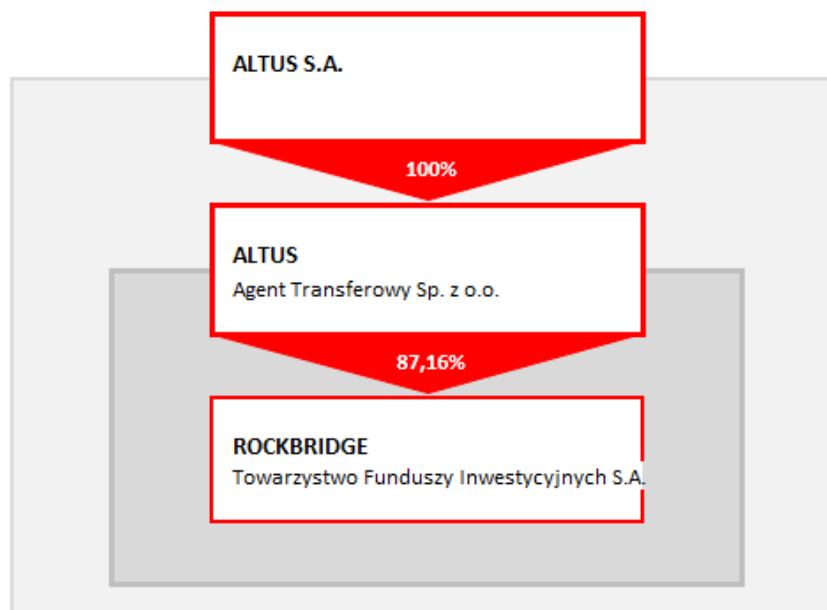 ALTUS S.A.
100%
ALTUS
Agent Transferowy Sp. z o.o.
87,16%
ROCKBRIDGE
Towarzystwo Funduszy Inwestycyjnych S.A.